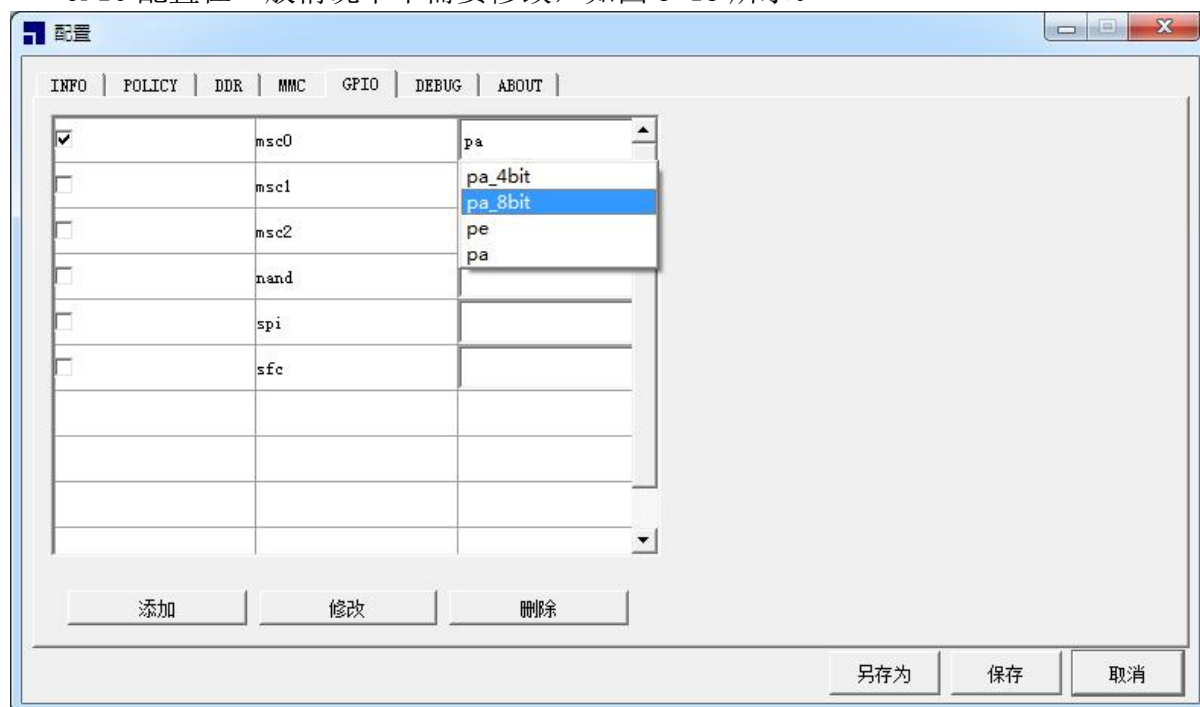 配置
INFO POLICY DDR MMC GPIO DEBUG ABOUT
msc0 pa
msc1
msc2
nand
spi
sfc
pa_4bit
pa_8bit
pe
pa
添加 修改 删除
另存为 保存 取消